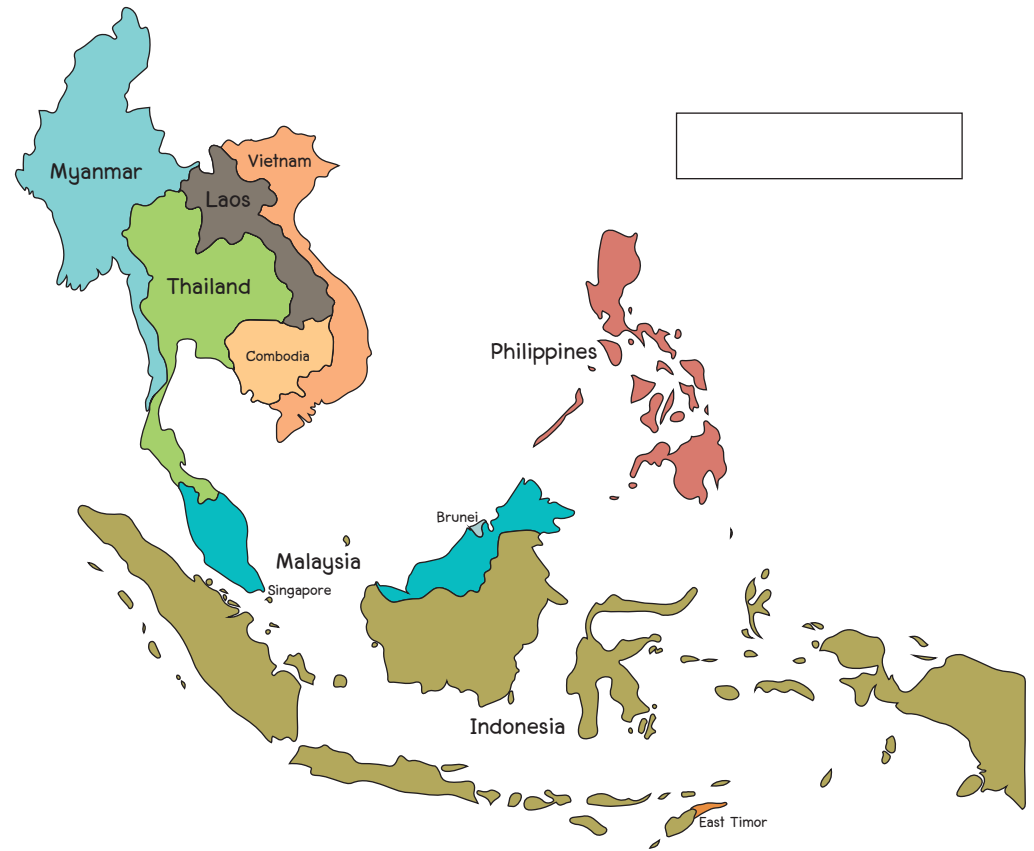 Myanmar
Vietnam
Laos
Thailand
Combodia
Philippines
Brunei
Malaysia
Singapore
Indonesia
East Timor